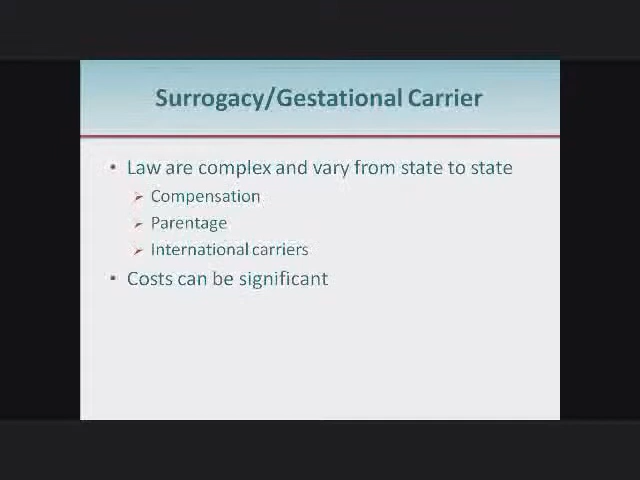 Surrogacy/Gestational Carrier
• Law are complex and vary from state to state
➢ Compensation
➢ Parentage
➢ International carriers
• Costs can be significant